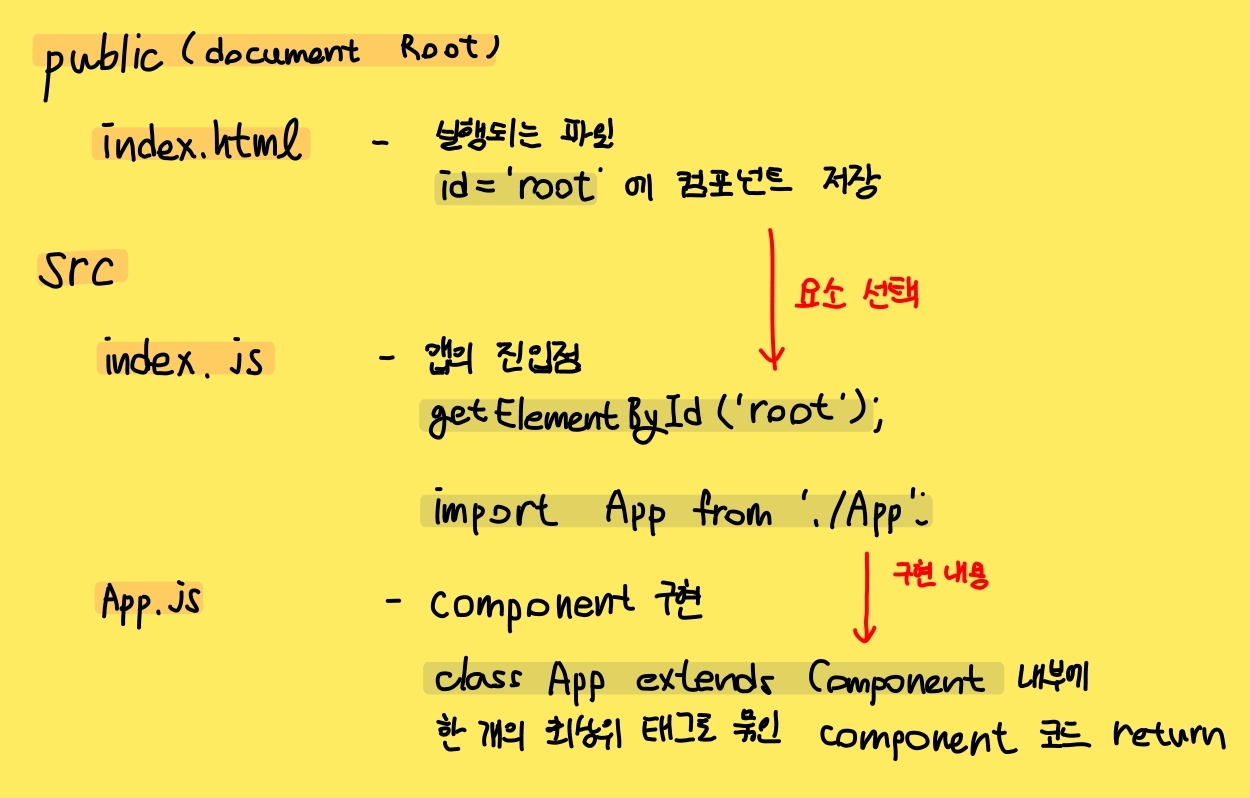 public (document Root)
index.html - 실행되는 파일
id='root' 에 컴포넌트 저장
요소 선택
src
index.js - 앱의 진입점
getElementById('root');
import App from './App';
구현 내용
App.js - component 구현
class App extends Component 내부에
한 개의 최상위 태그로 묶인 component 코드 return